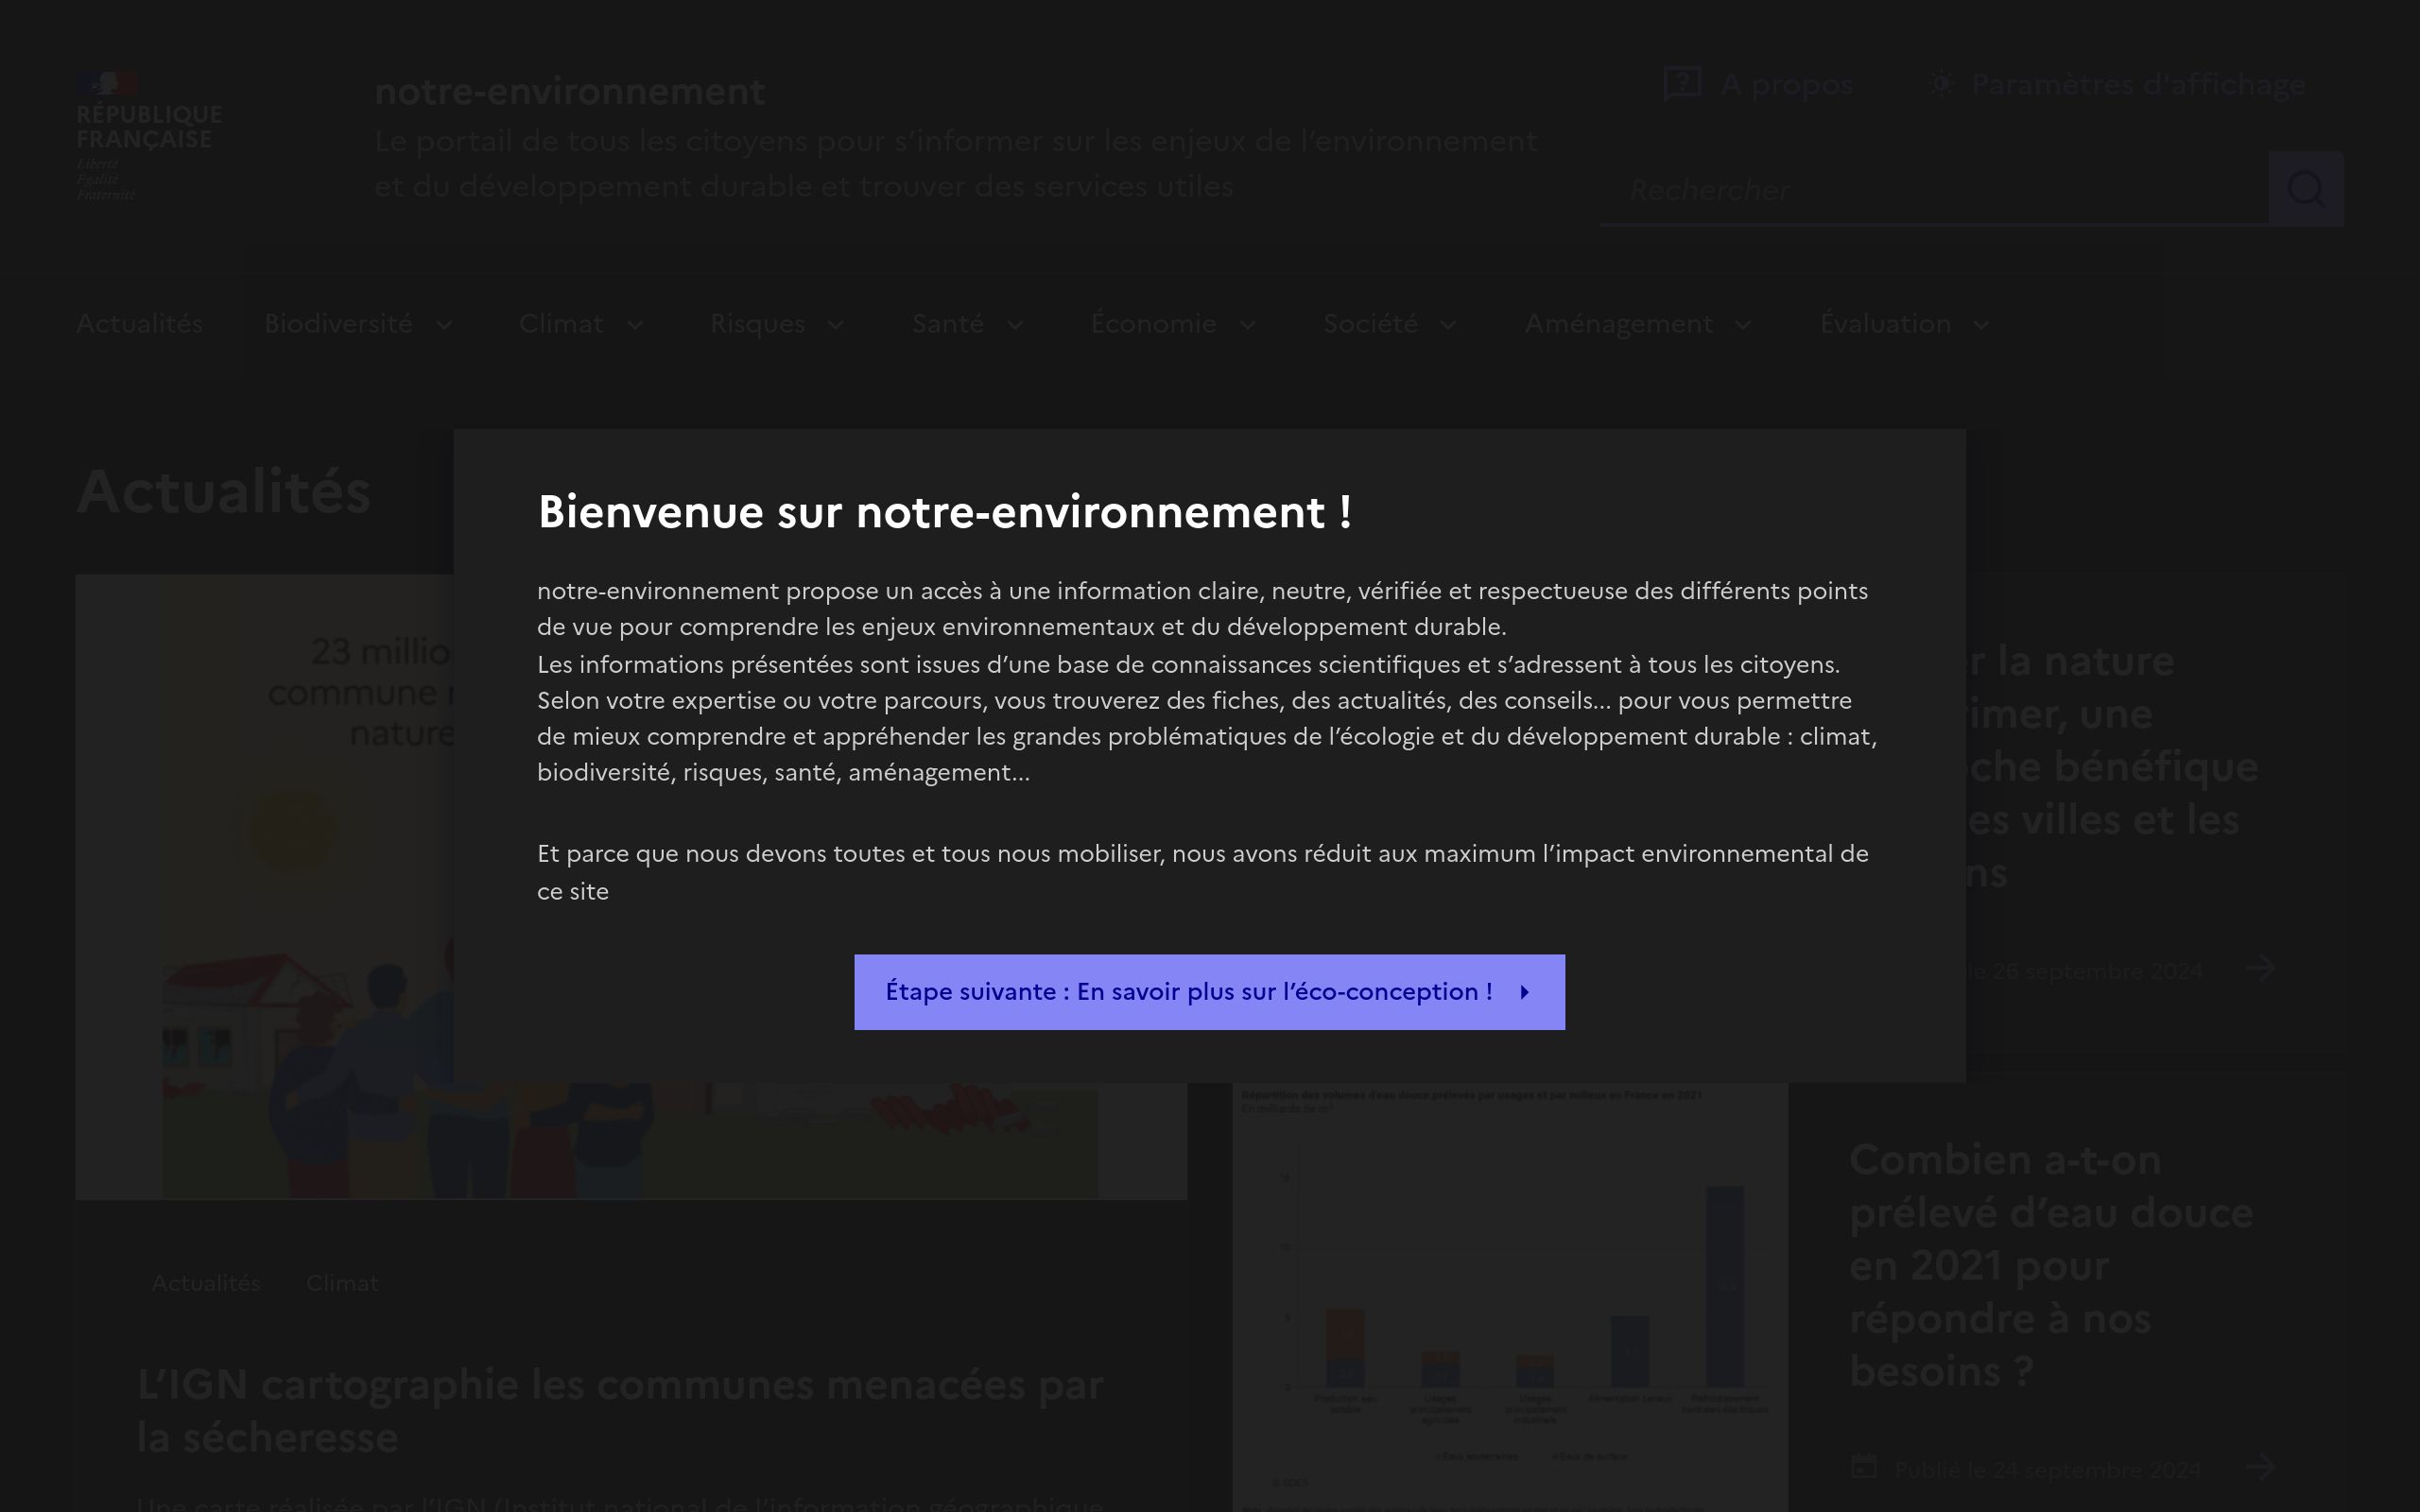 RÉPUBLIQUE
FRANÇAISE
Liberté
Égalité
Fraternité
notre-environnement
Le portail de tous les citoyens pour s’informer sur les enjeux de l’environnement
et du développement durable et trouver des services utiles
A propos
Paramètres d'affichage
Rechercher
Actualités Biodiversité Climat Risques Santé Économie Société Aménagement Évaluation
Actualités
Bienvenue sur notre-environnement !
notre-environnement propose un accès à une information claire, neutre, vérifiée et respectueuse des différents points
de vue pour comprendre les enjeux environnementaux et du développement durable.
Les informations présentées sont issues d’une base de connaissances scientifiques et s’adressent à tous les citoyens.
Selon votre expertise ou votre parcours, vous trouverez des fiches, des actualités, des conseils... pour vous permettre
de mieux comprendre et appréhender les grandes problématiques de l’écologie et du développement durable : climat,
biodiversité, risques, santé, aménagement...
Et parce que nous devons toutes et tous nous mobiliser, nous avons réduit aux maximum l’impact environnemental de
ce site
Étape suivante : En savoir plus sur l’éco-conception !
23 millio
commune
nature
r la nature
imer, une
che bénéfique
es villes et les
ns
le 26 septembre 2024
Actualités Climat
L’IGN cartographie les communes menacées par
la sécheresse
Une carte réalisée par l’IGN (Institut national de l’information géographique
Répartition des volumes d'eau douce prélevés par usages et par milieux en France en 2021
Combien a-t-on
prélevé d’eau douce
en 2021 pour
répondre à nos
besoins ?
Publié le 24 septembre 2024